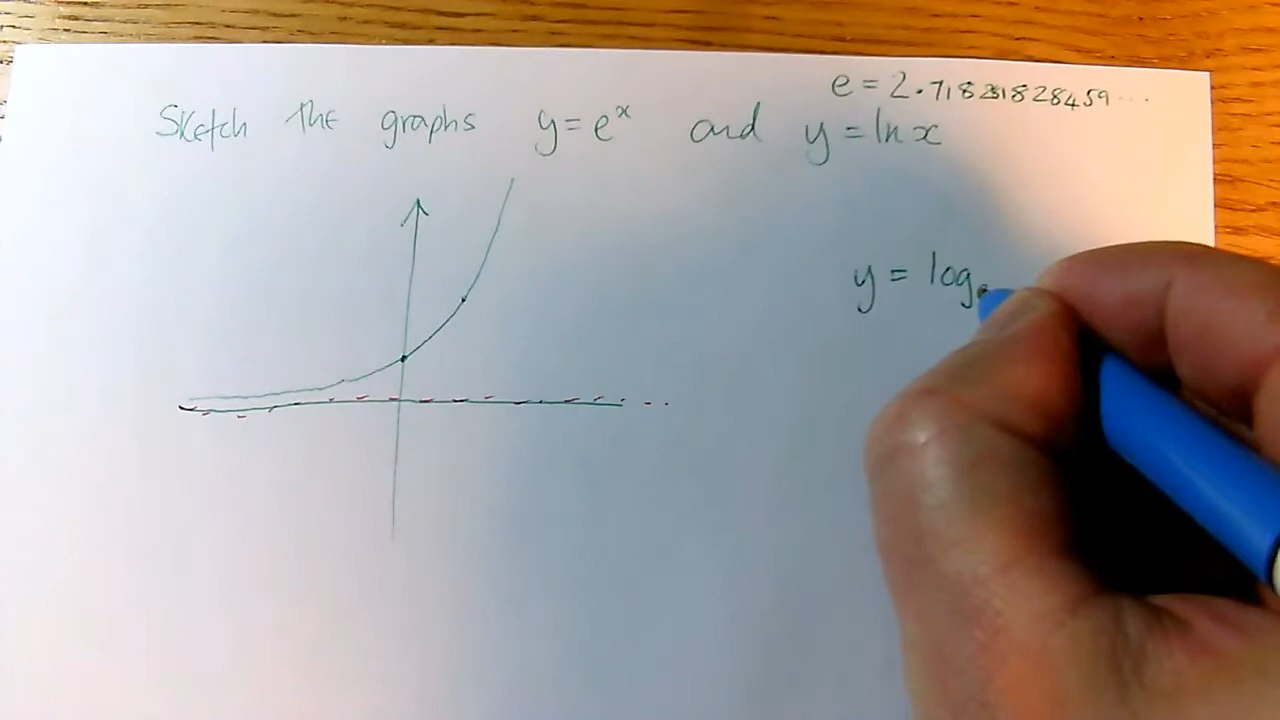 e = 2.718281828459...
Sketch the graphs y = e^x and y = ln x
y = log